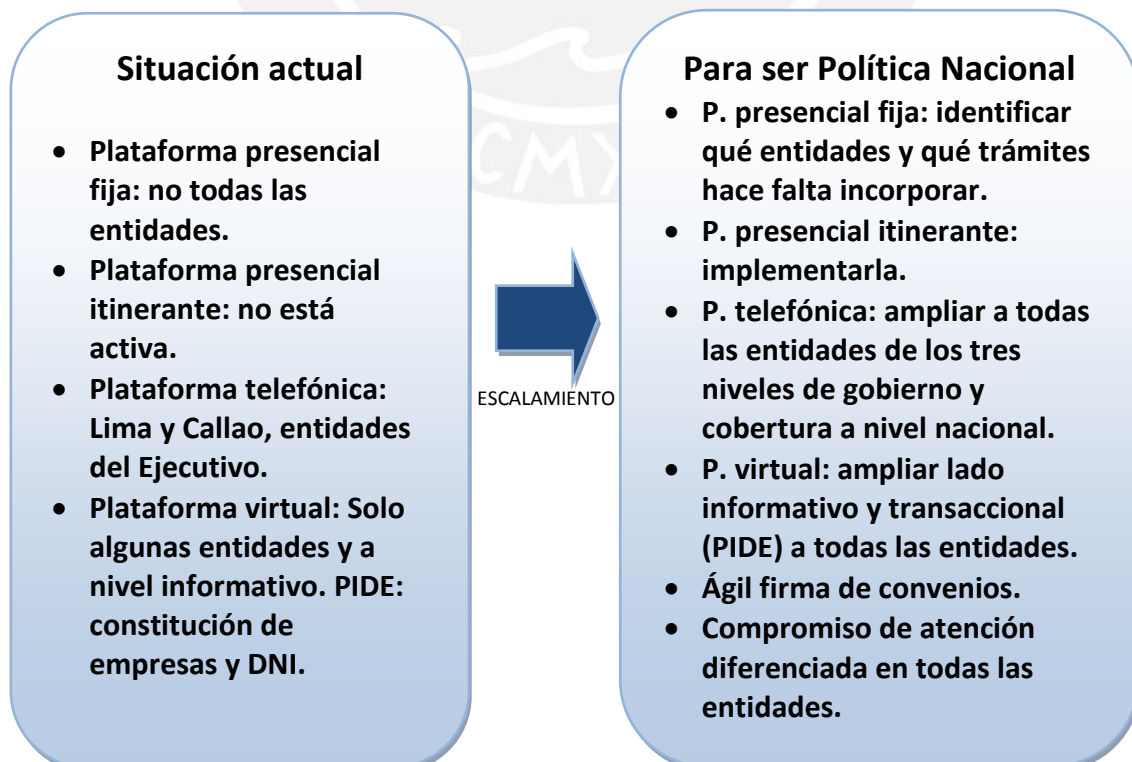 Situación actual
• Plataforma presencial
fija: no todas las
entidades.
• Plataforma presencial
itinerante: no está
activa.
• Plataforma telefónica:
Lima y Callao, entidades
del Ejecutivo.
• Plataforma virtual: Solo
algunas entidades y a
nivel informativo. PIDE:
constitución de
empresas y DNI.
ESCALAMIENTO
Para ser Política Nacional
• P. presencial fija: identificar
qué entidades y qué trámites
hace falta incorporar.
• P. presencial itinerante:
implementarla.
• P. telefónica: ampliar a todas
las entidades de los tres
niveles de gobierno y
cobertura a nivel nacional.
• P. virtual: ampliar lado
informativo y transaccional
(PIDE) a todas las entidades.
• Ágil firma de convenios.
• Compromiso de atención
diferenciada en todas las
entidades.